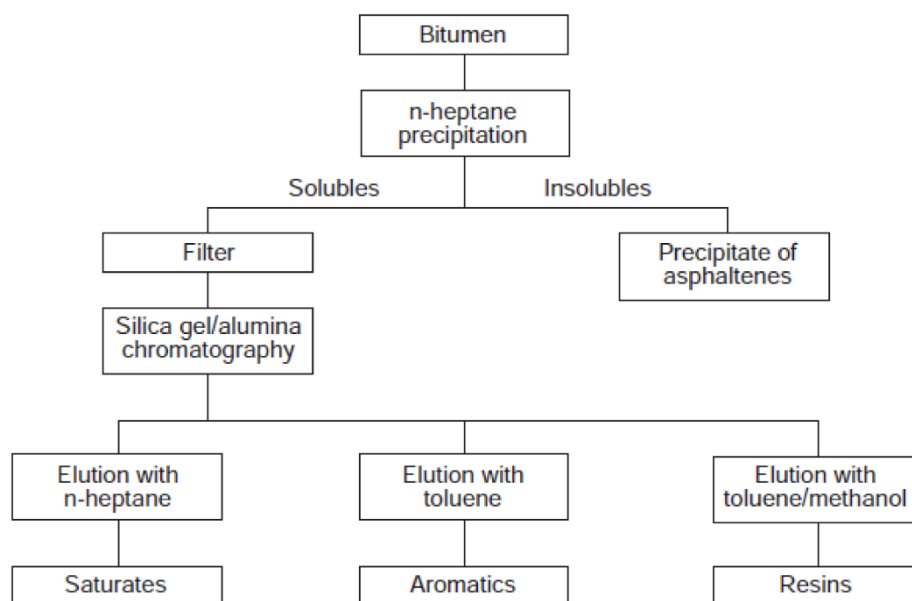 Bitumen
n-heptane
precipitation
Solubles
Insolubles
Filter
Precipitate of
asphaltenes
Silica gel/alumina
chromatography
Elution with
n-heptane
Elution with
toluene
Elution with
toluene/methanol
Saturates
Aromatics
Resins